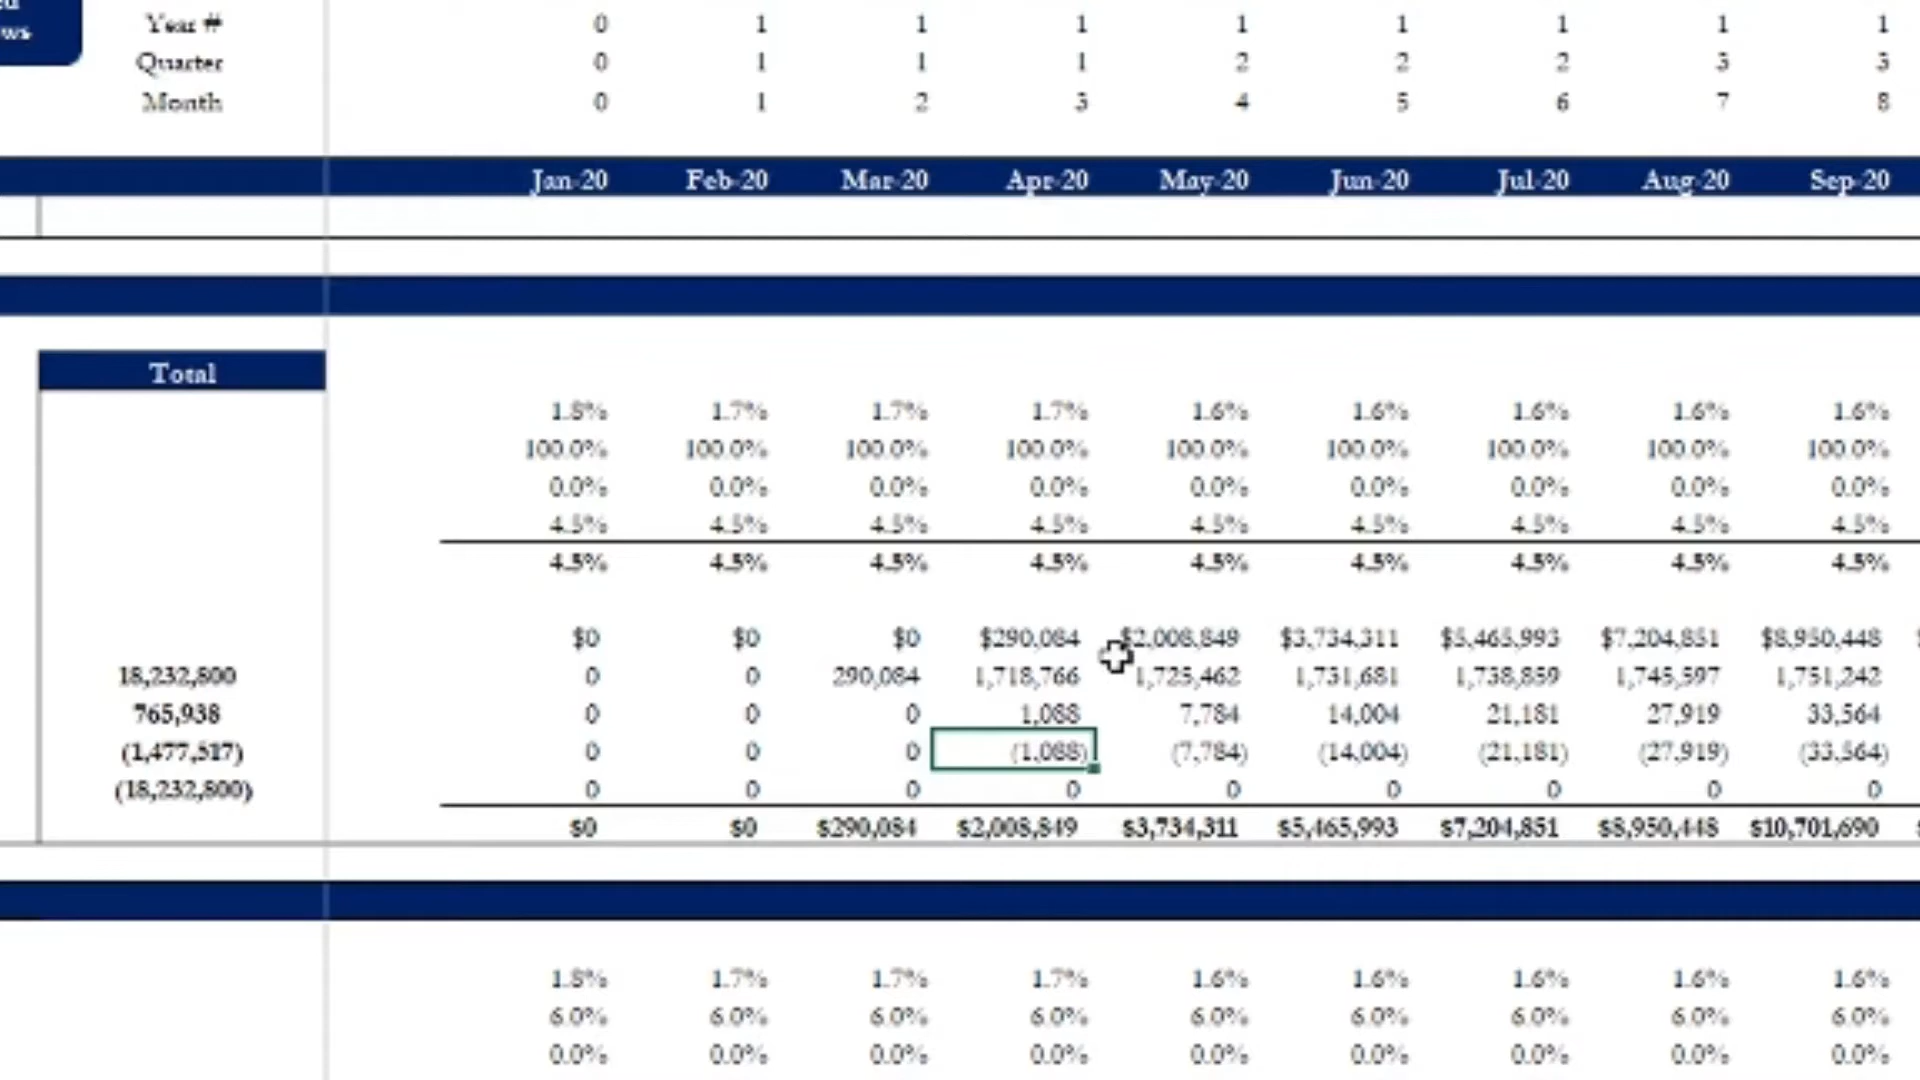 Year # 0 1 1 1 1 1 1 1 1
ws
Quarter 0 1 1 1 2 2 2 3 3
Month 0 1 2 3 4 5 6 7 8
Jan-20 Feb-20 Mar-20 Apr-20 May-20 Jun-20 Jul-20 Aug-20 Sep-20
Total
1.8% 1.7% 1.7% 1.7% 1.6% 1.6% 1.6% 1.6% 1.6%
100.0% 100.0% 100.0% 100.0% 100.0% 100.0% 100.0% 100.0% 100.0%
0.0% 0.0% 0.0% 0.0% 0.0% 0.0% 0.0% 0.0% 0.0%
4.5% 4.5% 4.5% 4.5% 4.5% 4.5% 4.5% 4.5% 4.5%
4.5% 4.5% 4.5% 4.5% 4.5% 4.5% 4.5% 4.5% 4.5%
$0 $0 $0 $290,084 $2,008,849 $3,734,311 $5,465,993 $7,204,851 $8,950,448
18,232,800 0 0 290,084 1,718,766 1,725,462 1,731,681 1,738,859 1,745,597 1,751,242
765,938 0 0 0 1,088 7,784 14,004 21,181 27,919 33,564
(1,477,517) 0 0 0 (1,088) (7,784) (14,004) (21,181) (27,919) (33,564)
(18,232,800) 0 0 0 0 0 0 0 0 0
$0 $0 $290,084 $2,008,849 $3,734,311 $5,465,993 $7,204,851 $8,950,448 $10,701,690
1.8% 1.7% 1.7% 1.7% 1.6% 1.6% 1.6% 1.6% 1.6%
6.0% 6.0% 6.0% 6.0% 6.0% 6.0% 6.0% 6.0% 6.0%
0.0% 0.0% 0.0% 0.0% 0.0% 0.0% 0.0% 0.0% 0.0%